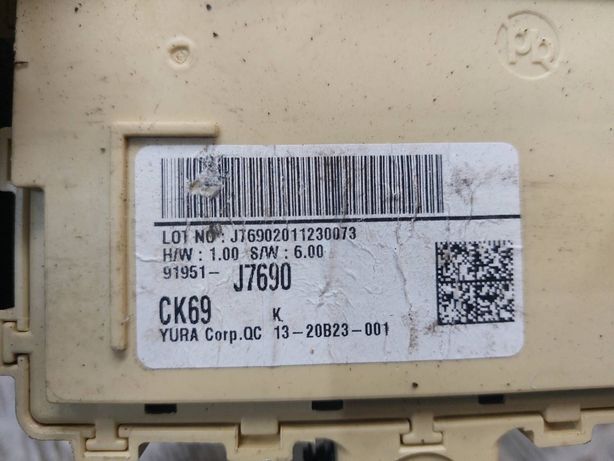 LOT NO : J76902011230073
H/W : 1.00 S/W : 6.00
91951- J7690
CK69 K
YURA Corp.QC 13-20B23-001